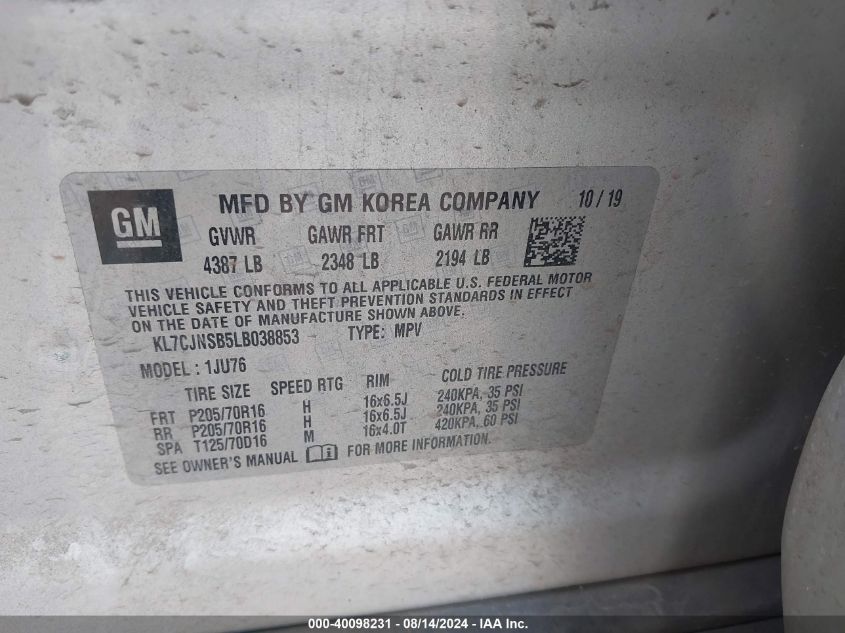 GM
MFD BY GM KOREA COMPANY 10 / 19
GVWR GAWR FRT GAWR RR
4387 LB 2348 LB 2194 LB
THIS VEHICLE CONFORMS TO ALL APPLICABLE U.S. FEDERAL MOTOR
VEHICLE SAFETY AND THEFT PREVENTION STANDARDS IN EFFECT
ON THE DATE OF MANUFACTURE SHOWN ABOVE.
KL7CJNSB5LB038853 TYPE: MPV
MODEL: 1JU76
TIRE SIZE SPEED RTG RIM COLD TIRE PRESSURE
FRT P205/70R16 H 16x6.5J 240KPA, 35 PSI
RR P205/70R16 H 16x6.5J 240KPA, 35 PSI
SPA T125/70D16 M 16x4.0T 420KPA, 60 PSI
SEE OWNER'S MANUAL i FOR MORE INFORMATION.
000-40098231 - 08/14/2024 - IAA Inc.